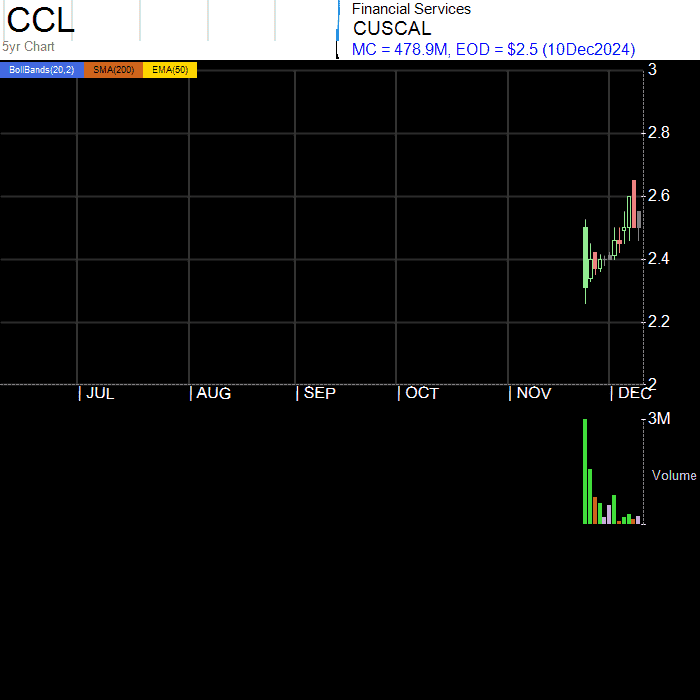 CCL
5yr Chart
Financial Services
CUSCAL
MC = 478.9M, EOD = $2.5 (10Dec2024)
BollBands(20,2) SMA(200) EMA(50)
3
2.8
2.6
2.4
2.2
2
| JUL | AUG | SEP | OCT | NOV | DEC
3M
Volume